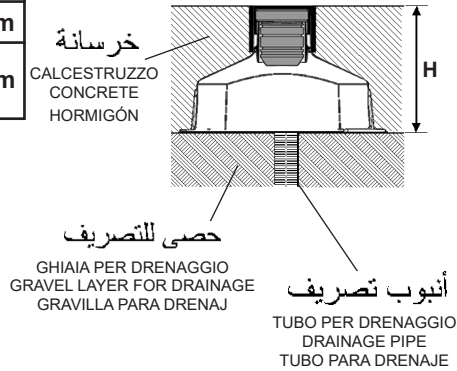 m
m
خرسانة
CALCESTRUZZO
CONCRETE
HORMIGÓN
H
حصى للتصريف
GHIAIA PER DRENAGGIO
GRAVEL LAYER FOR DRAINAGE
GRAVILLA PARA DRENAJ
أنبوب تصريف
TUBO PER DRENAGGIO
DRAINAGE PIPE
TUBO PARA DRENAJE